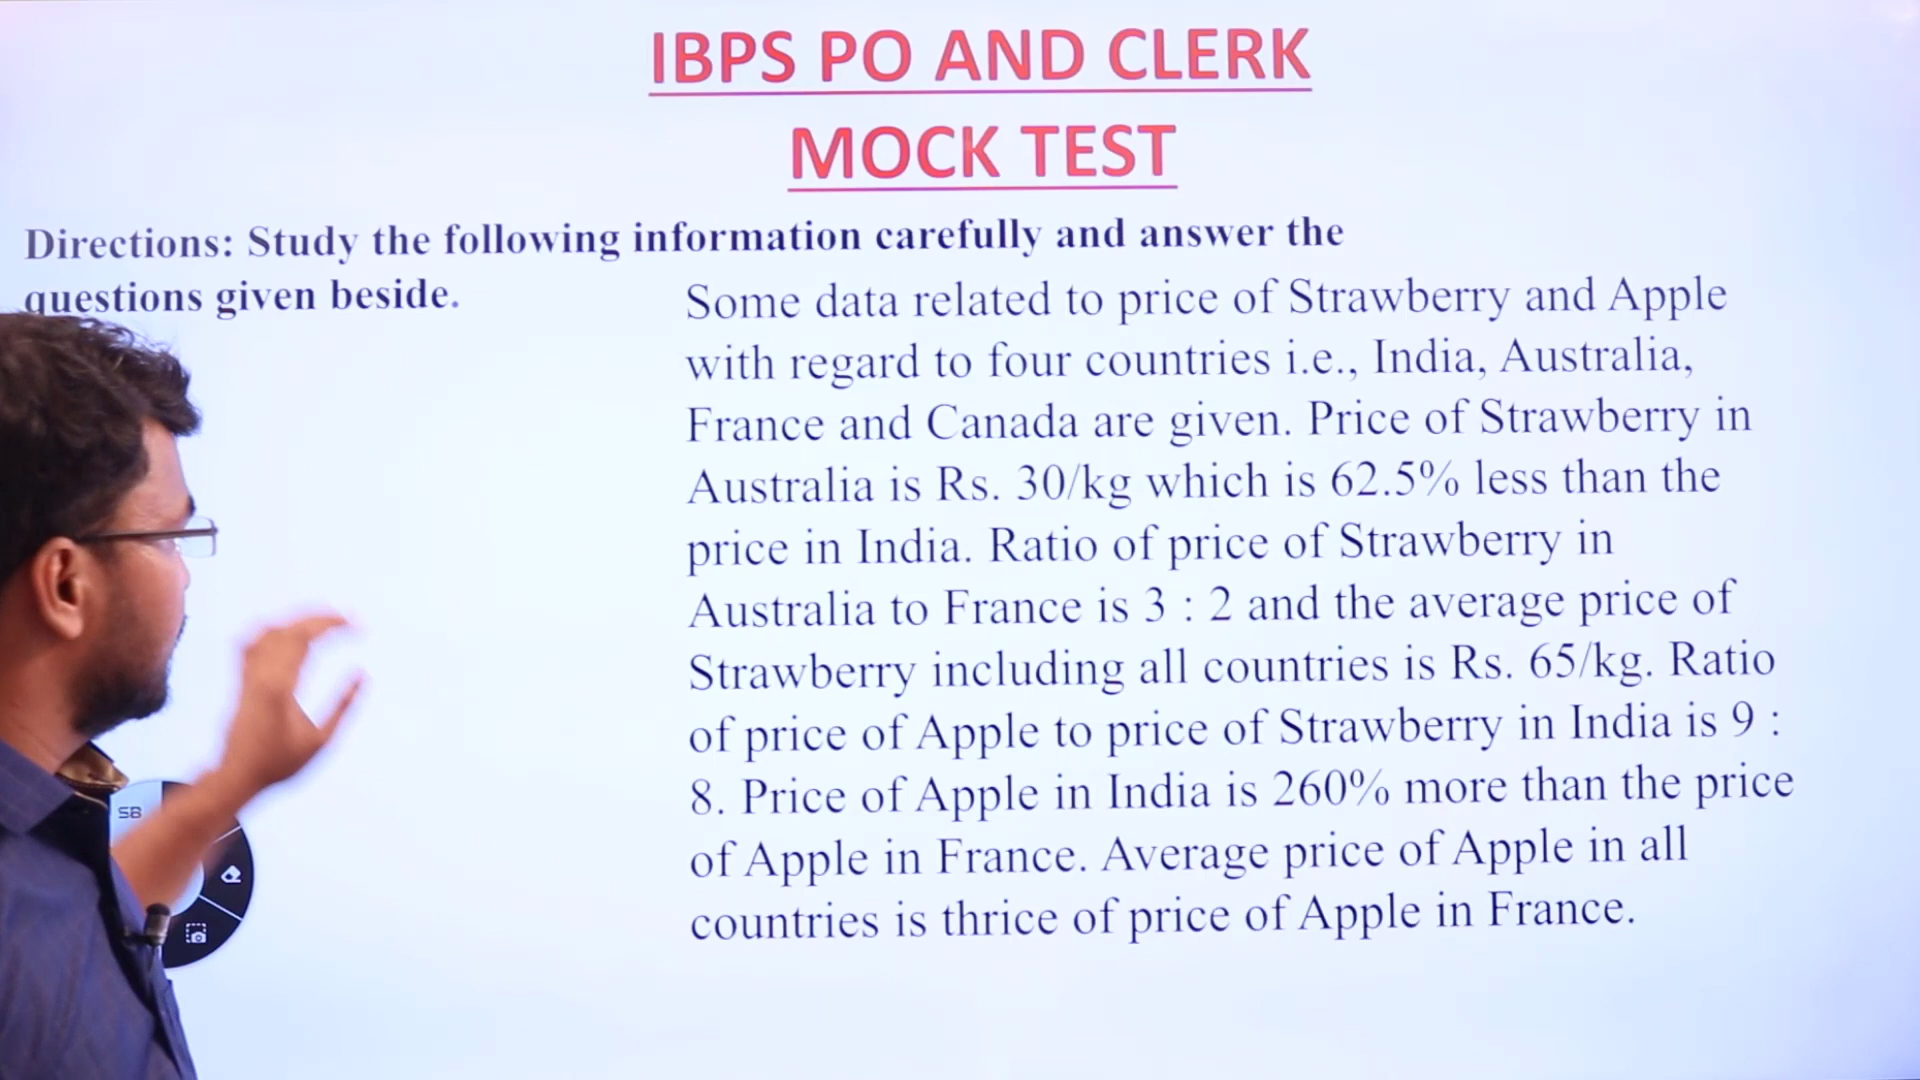 IBPS PO AND CLERK
MOCK TEST
Directions: Study the following information carefully and answer the
questions given beside.
Some data related to price of Strawberry and Apple
with regard to four countries i.e., India, Australia,
France and Canada are given. Price of Strawberry in
Australia is Rs. 30/kg which is 62.5% less than the
price in India. Ratio of price of Strawberry in
Australia to France is 3 : 2 and the average price of
Strawberry including all countries is Rs. 65/kg. Ratio
of price of Apple to price of Strawberry in India is 9 :
8. Price of Apple in India is 260% more than the price
of Apple in France. Average price of Apple in all
countries is thrice of price of Apple in France.
SB